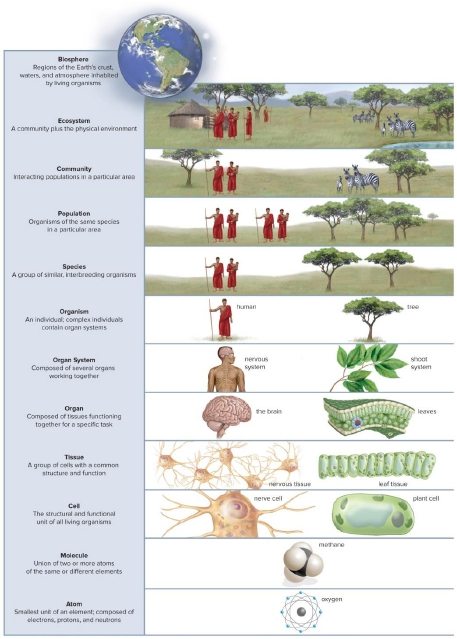 Biosphere
Regions of the Earth's crust,
waters, and atmosphere inhabited
by living organisms
Ecosystem
A community plus the physical environment
Community
Interacting populations in a particular area
Population
Organisms of the same species
in a particular area
Species
A group of similar, interbreeding organisms
Organism
An individual; complex individuals
contain organ systems
human
tree
Organ System
Composed of several organs
working together
nervous
system
shoot
system
Organ
Composed of tissues functioning
together for a specific task
the brain
leaves
Tissue
A group of cells with a common
structure and function
nervous tissue
leaf tissue
Cell
The structural and functional
unit of all living organisms
nerve cell
plant cell
Molecule
Union of two or more atoms
of the same or different elements
methane
Atom
Smallest unit of an element; composed of
electrons, protons, and neutrons
oxygen